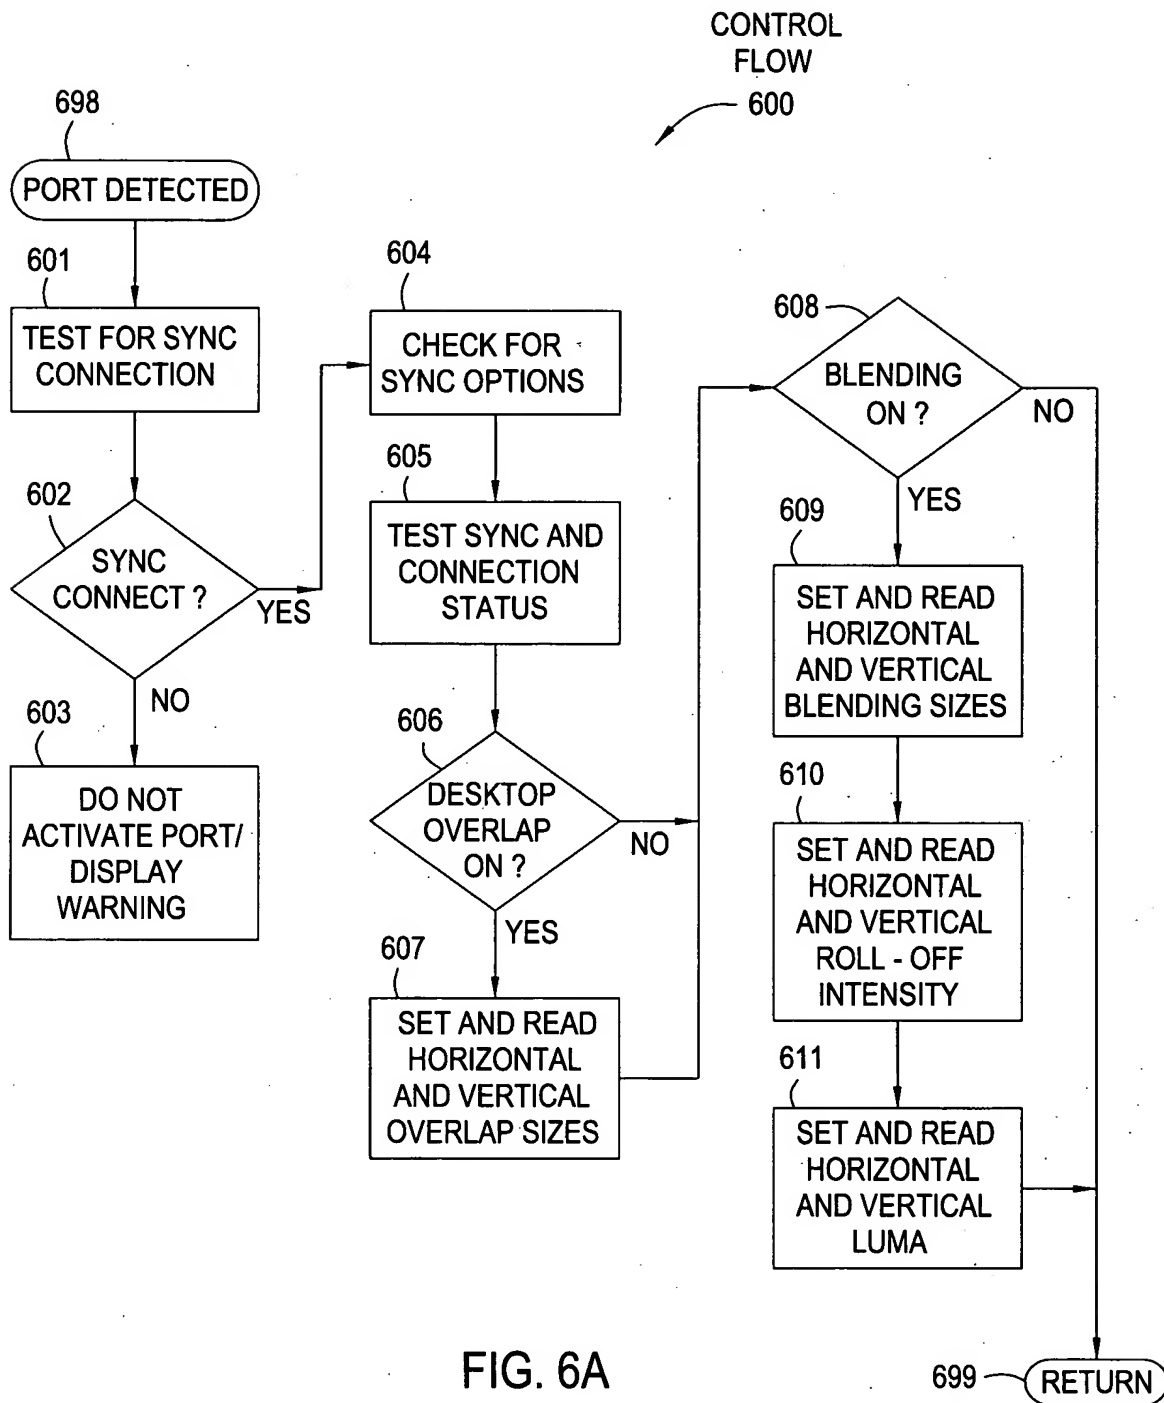 CONTROL
FLOW
600
698
PORT DETECTED
601
TEST FOR SYNC
CONNECTION
602
SYNC
CONNECT ?
YES
NO
603
DO NOT
ACTIVATE PORT/
DISPLAY
WARNING
604
CHECK FOR
SYNC OPTIONS
605
TEST SYNC AND
CONNECTION
STATUS
606
DESKTOP
OVERLAP
ON ?
NO
YES
607
SET AND READ
HORIZONTAL
AND VERTICAL
OVERLAP SIZES
608
BLENDING
ON ?
NO
YES
609
SET AND READ
HORIZONTAL
AND VERTICAL
BLENDING SIZES
610
SET AND READ
HORIZONTAL
AND VERTICAL
ROLL - OFF
INTENSITY
611
SET AND READ
HORIZONTAL
AND VERTICAL
LUMA
699
RETURN
FIG. 6A